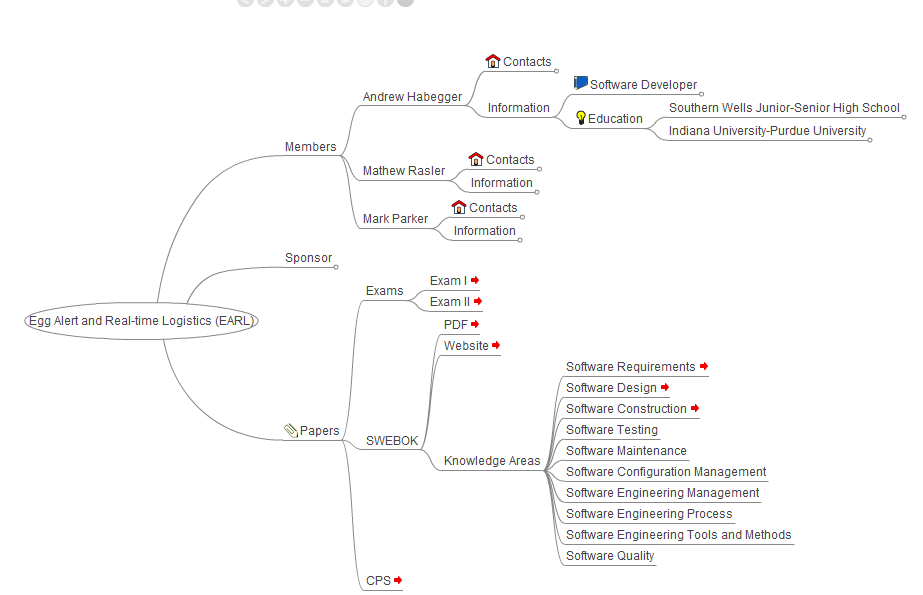 Egg Alert and Real-time Logistics (EARL)
Members
Andrew Habegger
Contacts
Information
Software Developer
Education
Southern Wells Junior-Senior High School
Indiana University-Purdue University
Mathew Rasler
Contacts
Information
Mark Parker
Contacts
Information
Sponsor
Papers
Exams
Exam I
Exam II
SWEBOK
PDF
Website
Knowledge Areas
Software Requirements
Software Design
Software Construction
Software Testing
Software Maintenance
Software Configuration Management
Software Engineering Management
Software Engineering Process
Software Engineering Tools and Methods
Software Quality
CPS